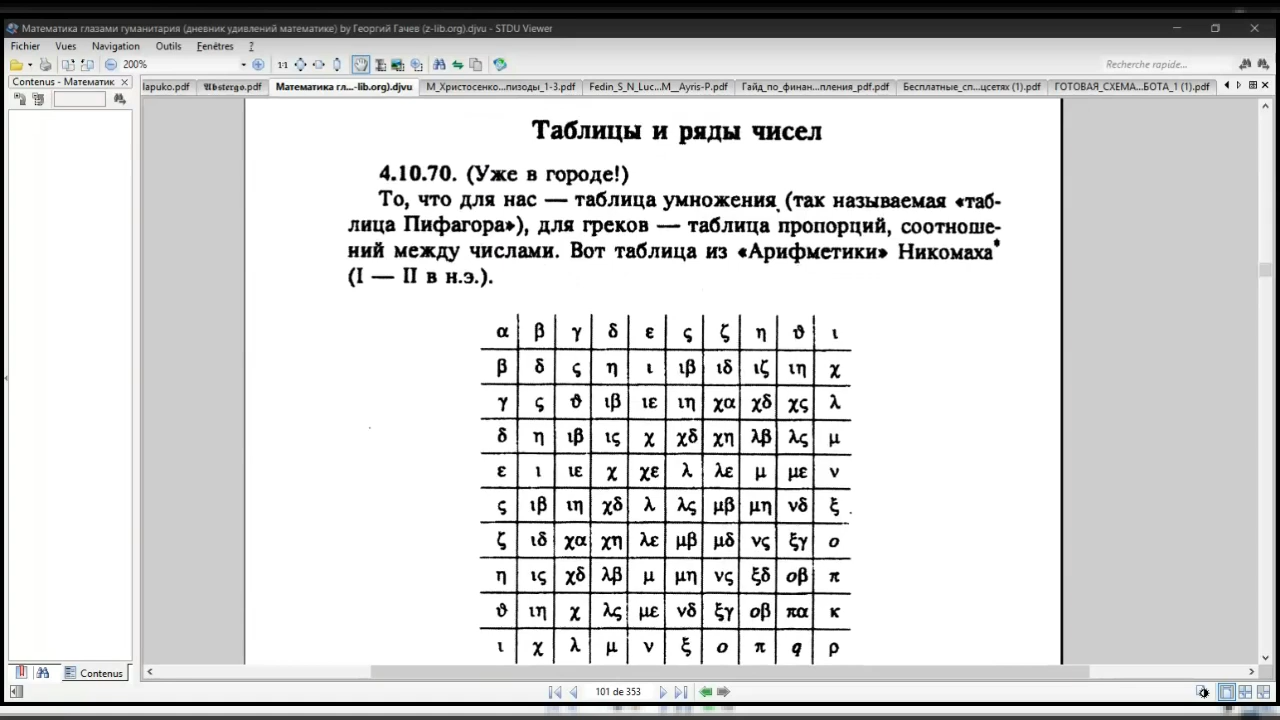 Математика глазами гуманитария (дневник удивлений математике) by Георгий Гачев (z-lib.org).djvu - STDU Viewer
Fichier Vues Navigation Outils Fenêtres ?
200% 1:1 Recherche rapide...
Contenus - Математик
lapuko.pdf Ubstergo.pdf Математика гл...-lib.org).djvu М_Христосенко...пизоды_1-3.pdf Fedin_S_N_Luc...M__Ayris-P.pdf Гайд_по_финан...пления_pdf.pdf Бесплатные_сп...цсетях (1).pdf ГОТОВАЯ_СХЕМА...БОТА_1 (1).pdf
Таблицы и ряды чисел
4.10.70. (Уже в городе!)
То, что для нас — таблица умножения (так называемая «таб-
лица Пифагора»), для греков — таблица пропорций, соотноше-
ний между числами. Вот таблица из «Арифметики» Никомаха*
(I — II в н.э.).
α β γ δ ε ς ζ η ϑ ι
β δ ς η ι ιβ ιδ ιζ ιη χ
γ ς ϑ ιβ ιε ιη χα χδ χς λ
δ η ιβ ις χ χδ χη λβ λς μ
ε ι ιε χ χε λ λε μ με ν
ς ιβ ιη χδ λ λς μβ μη νδ ξ
ζ ιδ χα χη λε μβ μδ νς ξγ ο
η ις χδ λβ μ μη νς ξδ οβ π
ϑ ιη χ λς με νδ ξγ οβ πα κ
ι χ λ μ ν ξ ο π q ρ
Contenus
101 de 353